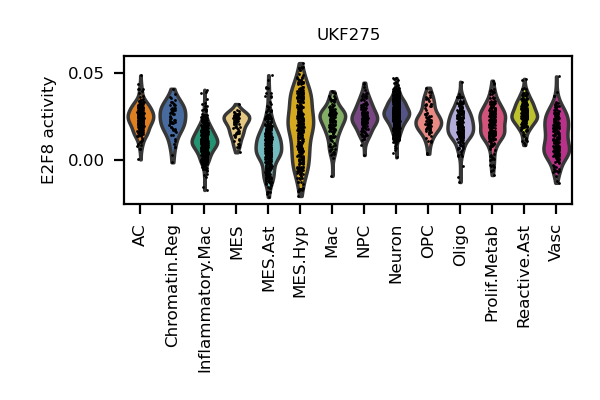 UKF275
E2F8 activity
0.05
0.00
AC
Chromatin.Reg
Inflammatory.Mac
MES
MES.Ast
MES.Hyp
Mac
NPC
Neuron
OPC
Oligo
Prolif.Metab
Reactive.Ast
Vasc